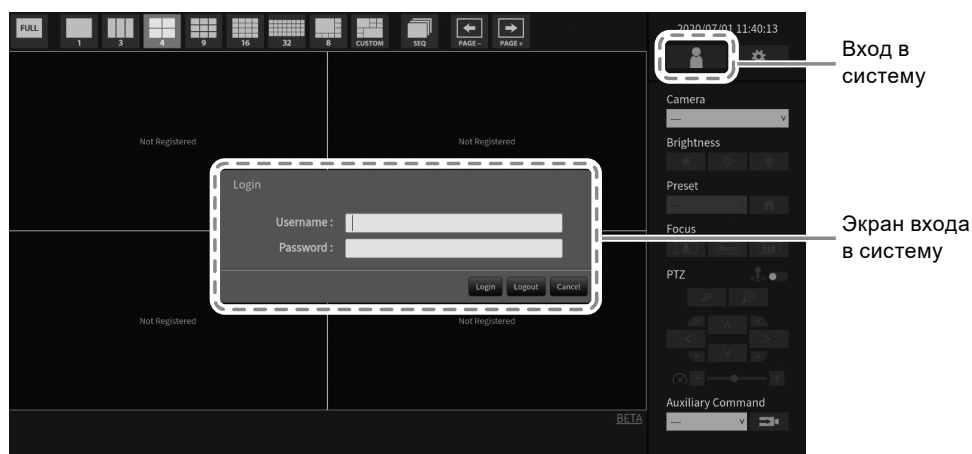 FULL
1
3
4
9
16
32
8
CUSTOM
SEQ
PAGE−
PAGE+
2020/07/01 11:40:13
Вход в
систему
Camera
----
Brightness
Preset
----
Focus
Auto
PTZ
Auxiliary Command
----
Not Registered
Not Registered
Login
Username :
Password :
Login Logout Cancel
Экран входа
в систему
Not Registered
Not Registered
BETA